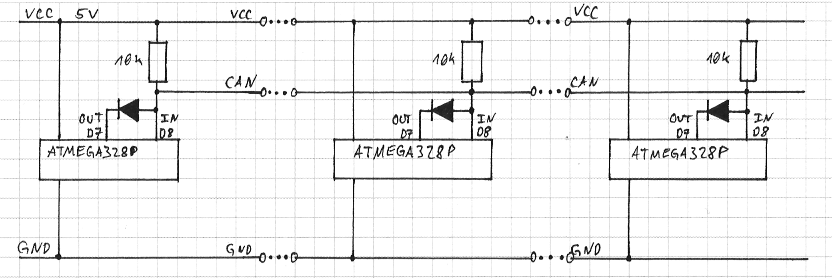 VCC 5V VCC VCC
10k 10k 10k
CAN CAN
OUT IN OUT IN OUT IN
D7 D8 D7 D8 D7 D8
ATMEGA328P ATMEGA328P ATMEGA328P
GND GND GND